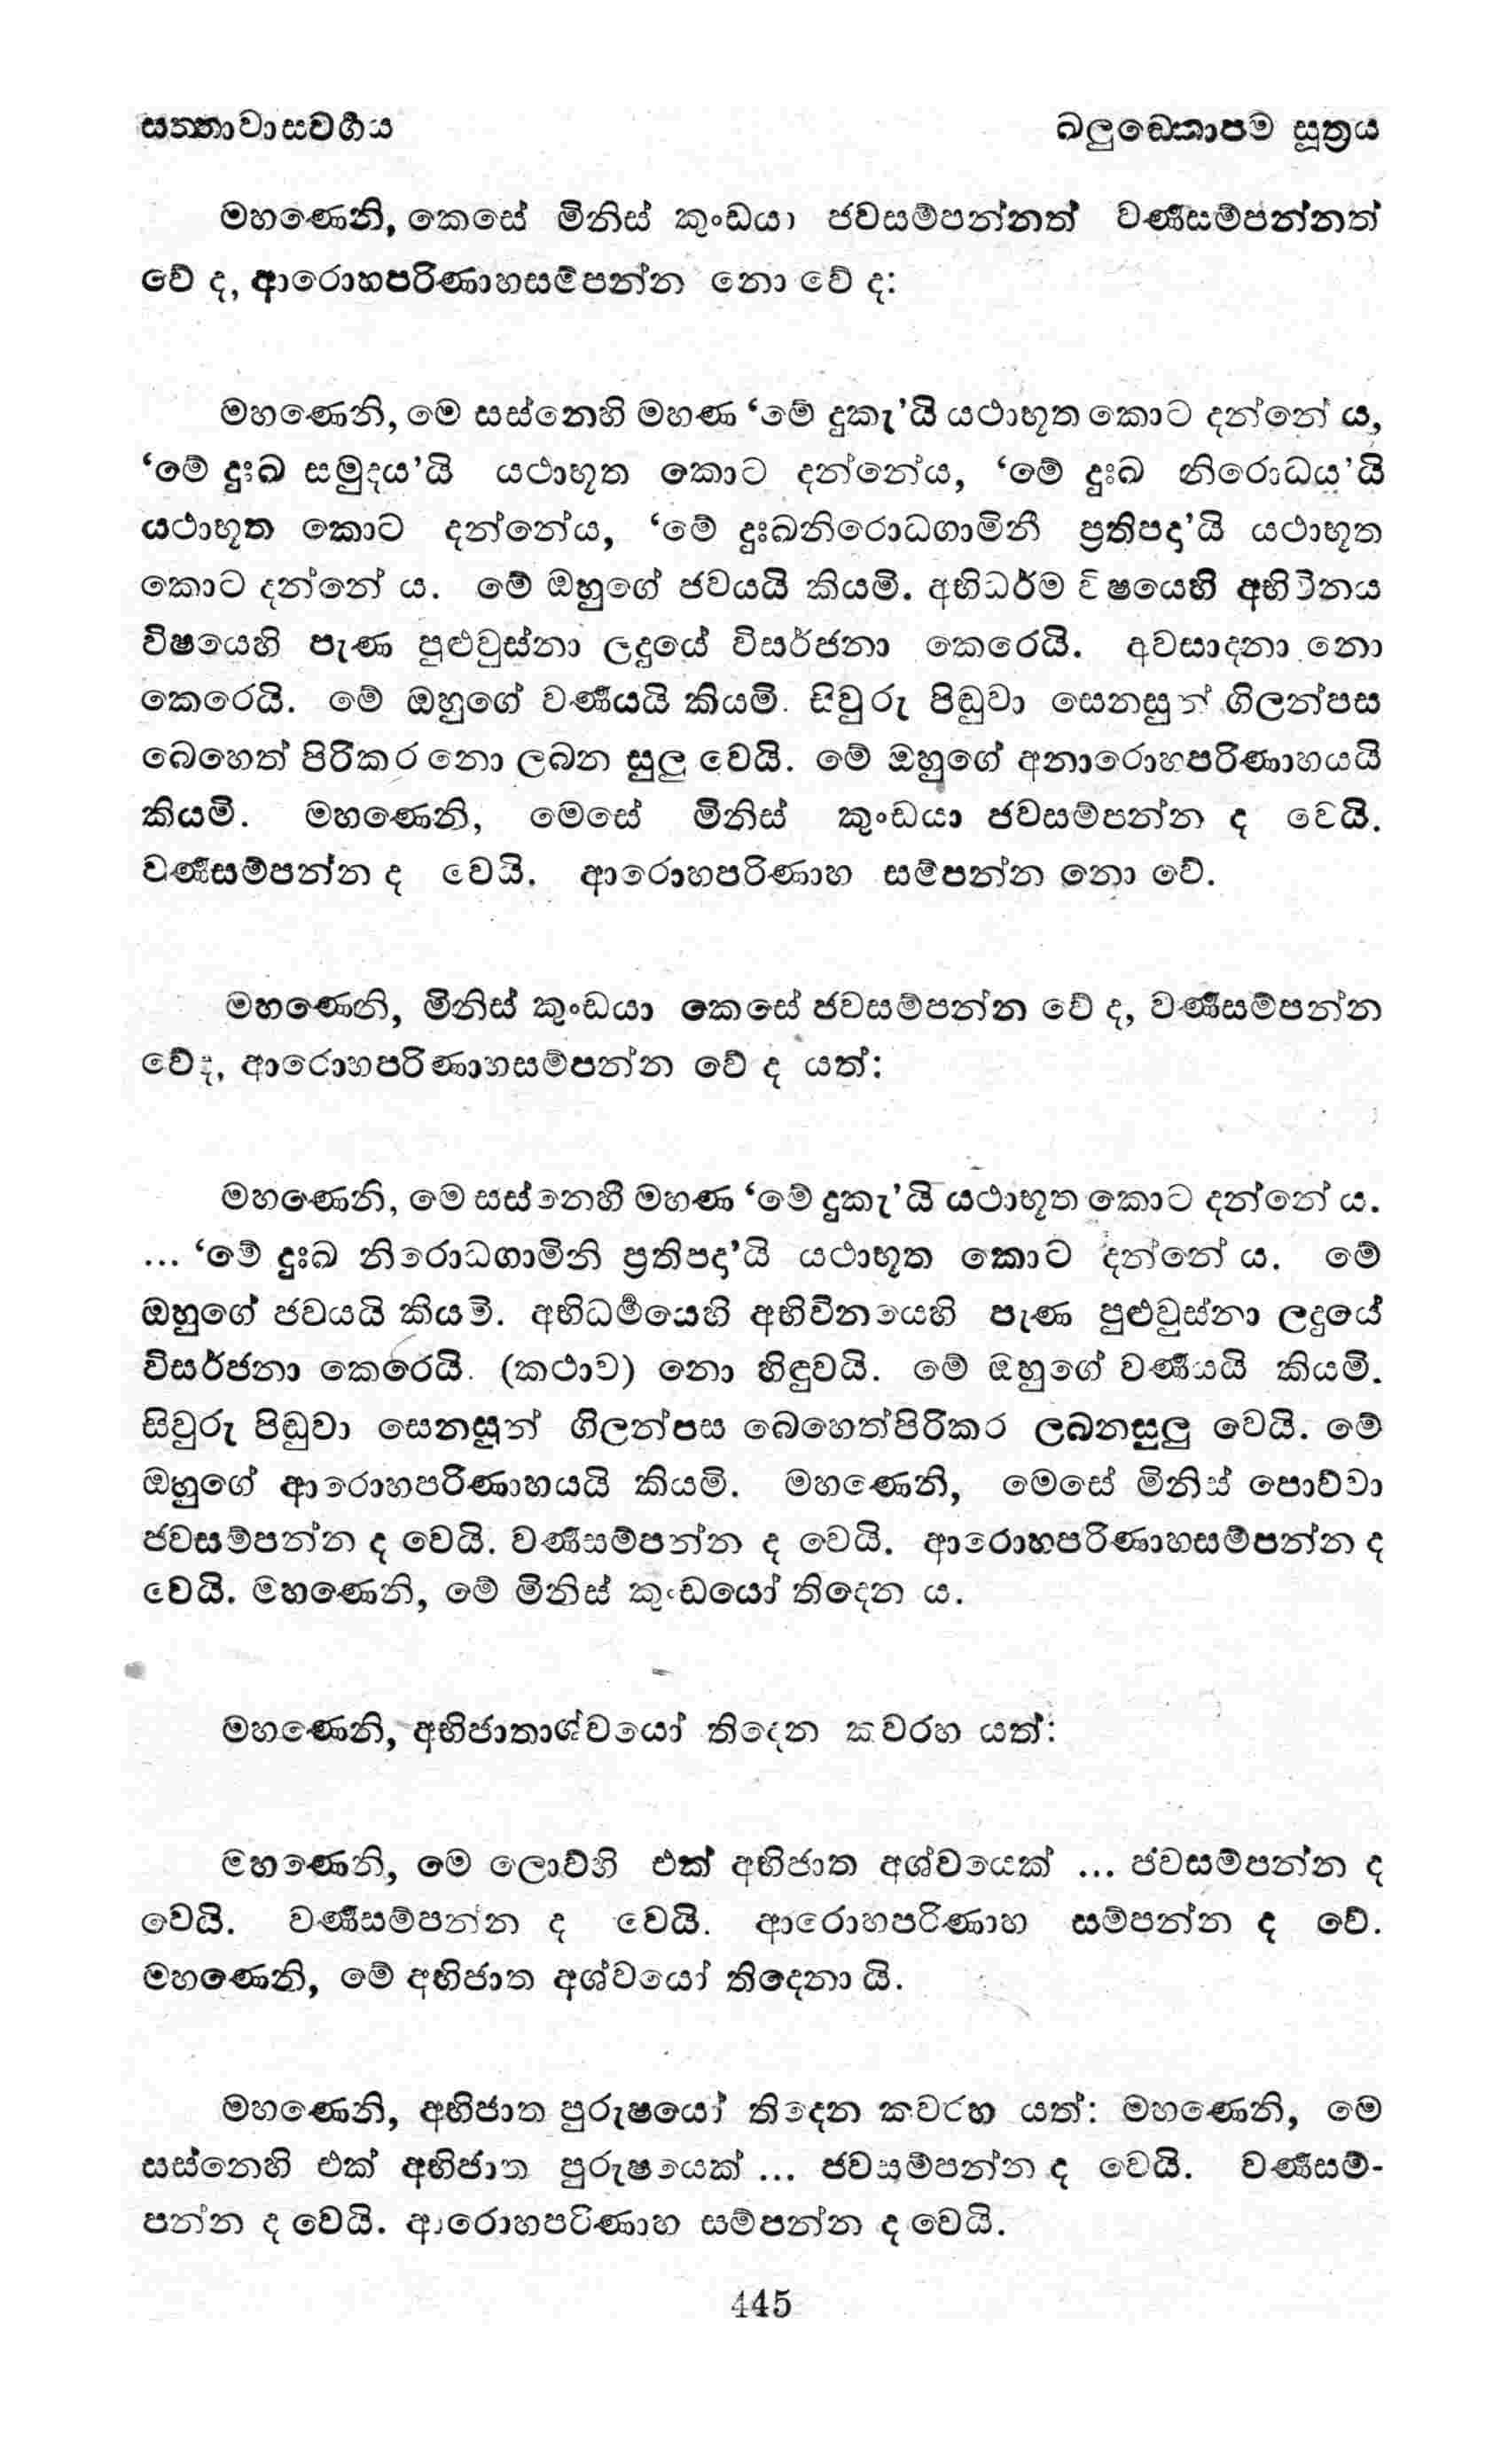 සත්තාවාසවර්ගය ඛලුඞ්කොපම සූත්‍රය
මහණෙනි, කෙසේ මිනිස් කුංඩයා ජවසම්පන්නත් වර්ණසම්පන්නත්
වේ ද, ආරොහපරිණාහසම්පන්න නො වේ ද:
මහණෙනි, මෙ සස්නෙහි මහණ ‘මේ දුකැ’යි යථාභූත කොට දන්නේ ය,
‘මේ දුඃඛ සමුදය’යි යථාභූත කොට දන්නේය, ‘මේ දුඃඛ නිරොධය’යි
යථාභූත කොට දන්නේය, ‘මේ දුඃඛනිරොධගාමිනී ප්‍රතිපදා’යි යථාභූත
කොට දන්නේ ය. මේ ඔහුගේ ජවයයි කියමි. අභිධර්ම විෂයෙහි අභිවිනය
විෂයෙහි පැණ පුළුවුස්නා ලදුයේ විසර්ජනා කෙරෙයි. අවසාදනා නො
කෙරෙයි. මේ ඔහුගේ වර්ණයයි කියමි. සිවුරු පිඬුවා සෙනසුන් ගිලන්පස
බෙහෙත් පිරිකර නො ලබන සුලු වෙයි. මේ ඔහුගේ අනාරොහපරිණාහයයි
කියමි. මහණෙනි, මෙසේ මිනිස් කුංඩයා ජවසම්පන්න ද වෙයි.
වර්ණසම්පන්න ද වෙයි. ආරොහපරිණාහ සම්පන්න නො වේ.
මහණෙනි, මිනිස් කුංඩයා කෙසේ ජවසම්පන්න වේ ද, වර්ණසම්පන්න
වේද, ආරොහපරිණාහසම්පන්න වේ ද යත්:
මහණෙනි, මෙ සස්නෙහි මහණ ‘මේ දුකැ’යි යථාභූත කොට දන්නේ ය.
... ‘මේ දුඃඛ නිරොධගාමිනි ප්‍රතිපදා’යි යථාභූත කොට දන්නේ ය. මේ
ඔහුගේ ජවයයි කියමි. අභිධර්මයෙහි අභිවිනයෙහි පැණ පුළුවුස්නා ලදුයේ
විසර්ජනා කෙරෙයි. (කථාව) නො හිඳුවයි. මේ ඔහුගේ වර්ණයයි කියමි.
සිවුරු පිඬුවා සෙනසුන් ගිලන්පස බෙහෙත්පිරිකර ලබනසුලු වෙයි. මේ
ඔහුගේ ආරොහපරිණාහයයි කියමි. මහණෙනි, මෙසේ මිනිස් පොව්වා
ජවසම්පන්න ද වෙයි. වර්ණසම්පන්න ද වෙයි. ආරොහපරිණාහසම්පන්න ද
වෙයි. මහණෙනි, මේ මිනිස් කුංඩයෝ තිදෙන ය.
මහණෙනි, අභිජාතාශ්වයෝ තිදෙන කවරහ යත්:
මහණෙනි, මෙ ලොව්හි එක් අභිජාත අශ්වයෙක් ... ජවසම්පන්න ද
වෙයි. වර්ණසම්පන්න ද වෙයි. ආරොහපරිණාහ සම්පන්න ද වේ.
මහණෙනි, මේ අභිජාත අශ්වයෝ තිදෙනා යි.
මහණෙනි, අභිජාත පුරුෂයෝ තිදෙන කවරහ යත්: මහණෙනි, මෙ
සස්නෙහි එක් අභිජාත පුරුෂයෙක් ... ජවසම්පන්න ද වෙයි. වර්ණසම්-
පන්න ද වෙයි. ආරොහපරිණාහ සම්පන්න ද වෙයි.
445